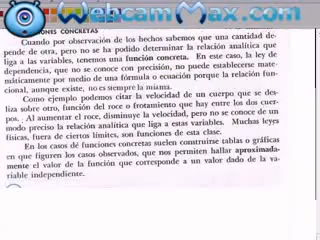 WebcamMax.com
IONES CONCRETAS
Cuando por observación de los hechos sabemos que una cantidad de-
pende de otra, pero no se ha podido determinar la relación analítica que
liga a las variables, tenemos una función concreta. En este caso, la ley de
dependencia, que no se conoce con precisión, no puede establecerse mate-
máticamente por medio de una fórmula o ecuación porque la relación fun-
cional, aunque existe, no es siempre la misma.
Como ejemplo podemos citar la velocidad de un cuerpo que se des-
liza sobre otro, función del roce o frotamiento que hay entre los dos cuer-
pos. Al aumentar el roce, disminuye la velocidad, pero no se conoce de un
modo preciso la relación analítica que liga a estas variables. Muchas leyes
físicas, fuera de ciertos límites, son funciones de esta clase.
En los casos de funciones concretas suelen construirse tablas o gráficas
en que figuren los casos observados, que nos permiten hallar aproximada-
mente el valor de la función que corresponde a un valor dado de la va-
riable independiente.